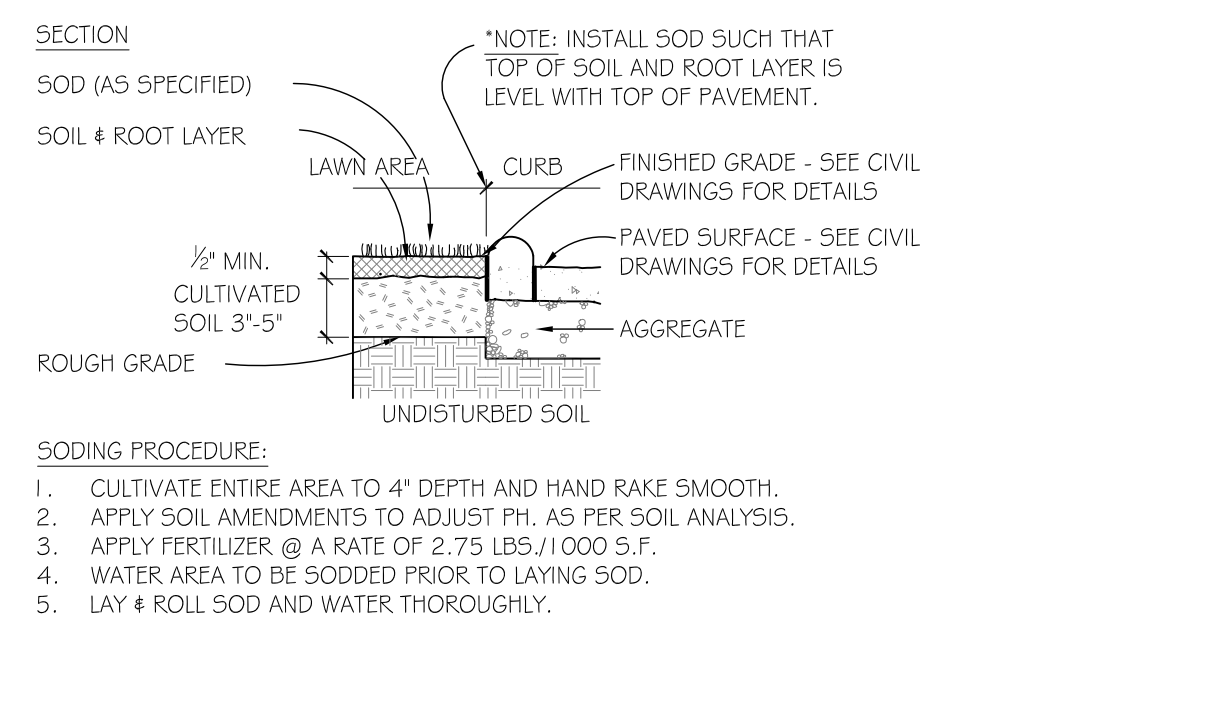 SECTION
*NOTE: INSTALL SOD SUCH THAT
TOP OF SOIL AND ROOT LAYER IS
LEVEL WITH TOP OF PAVEMENT.
SOD (AS SPECIFIED)
SOIL & ROOT LAYER
LAWN AREA
CURB
FINISHED GRADE - SEE CIVIL
DRAWINGS FOR DETAILS
PAVED SURFACE - SEE CIVIL
DRAWINGS FOR DETAILS
½" MIN.
CULTIVATED
SOIL 3"-5"
AGGREGATE
ROUGH GRADE
UNDISTURBED SOIL
SODING PROCEDURE:
1. CULTIVATE ENTIRE AREA TO 4" DEPTH AND HAND RAKE SMOOTH.
2. APPLY SOIL AMENDMENTS TO ADJUST PH. AS PER SOIL ANALYSIS.
3. APPLY FERTILIZER @ A RATE OF 2.75 LBS./1000 S.F.
4. WATER AREA TO BE SODDED PRIOR TO LAYING SOD.
5. LAY & ROLL SOD AND WATER THOROUGHLY.